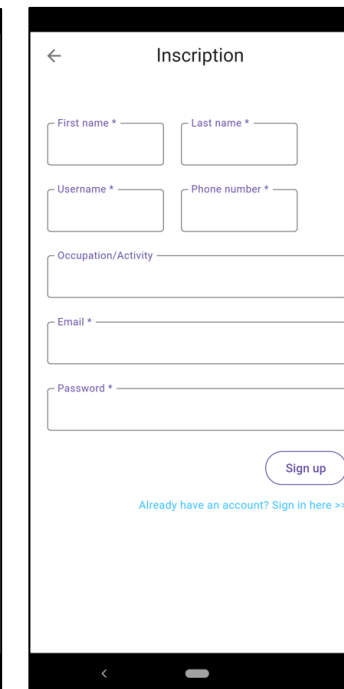 Inscription
First name * Last name *
Username * Phone number *
Occupation/Activity
Email *
Password *
Sign up
Already have an account? Sign in here >>